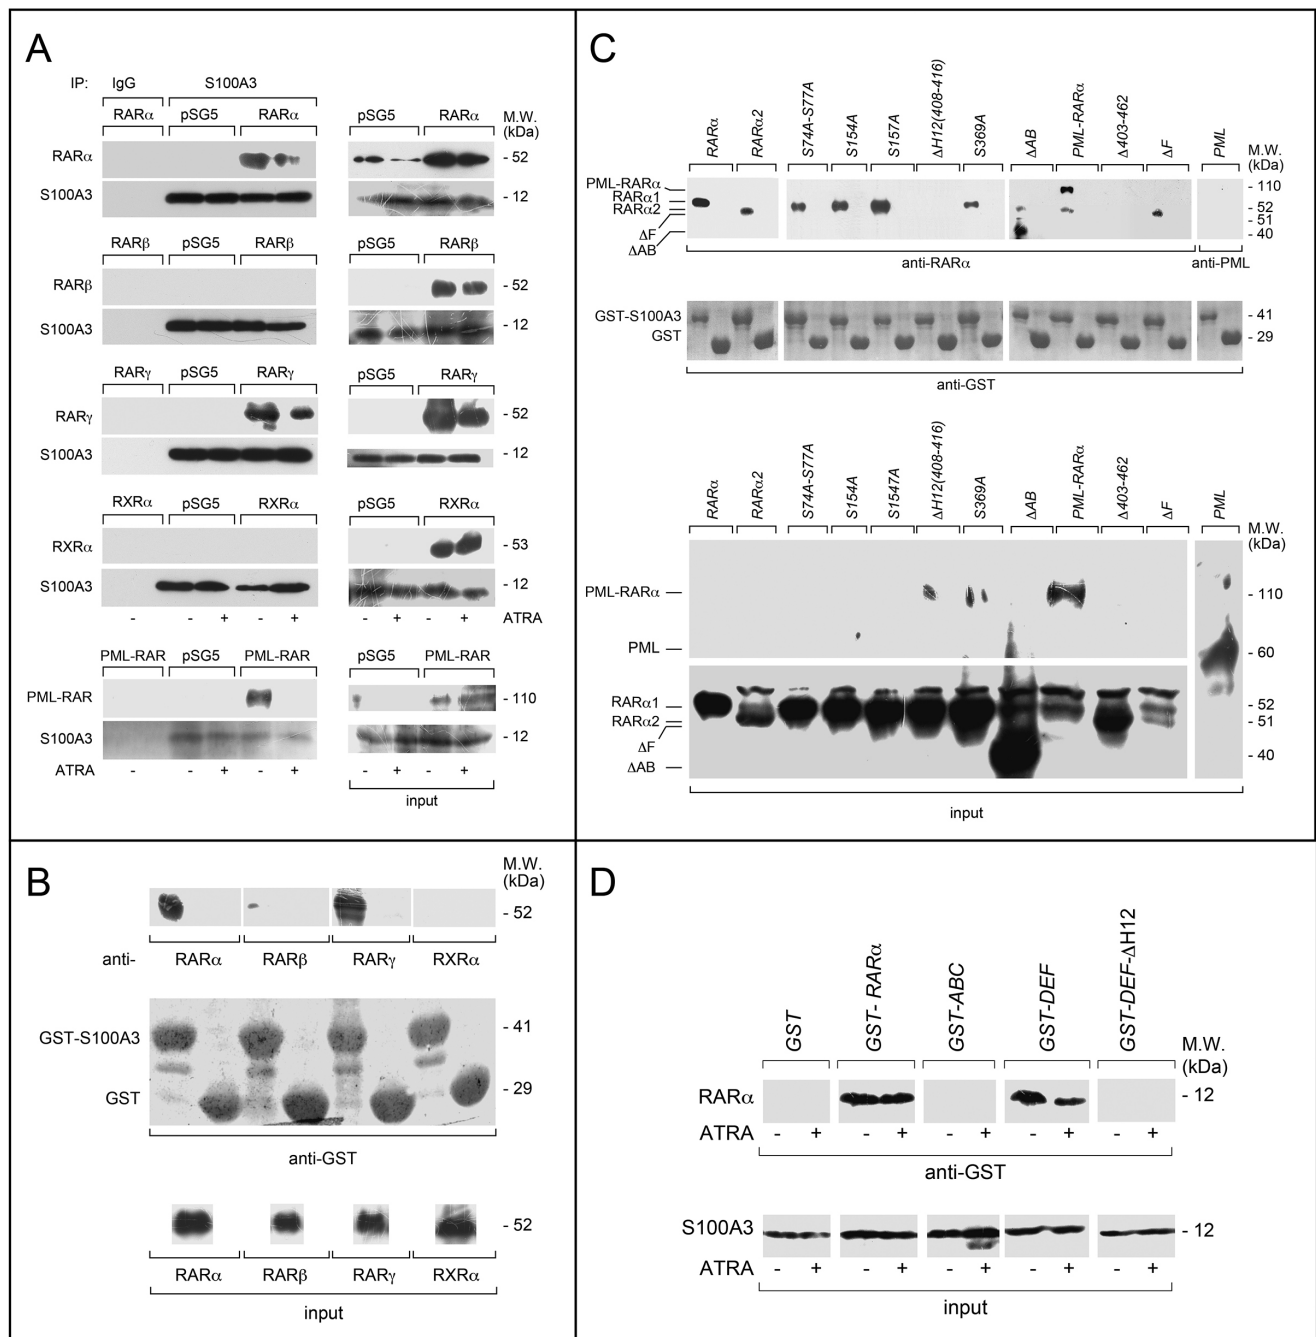 A
IP: IgG S100A3
RARα pSG5 RARα pSG5 RARα M.W.
(kDa)
RARα - 52
S100A3 - 12
RARβ pSG5 RARβ pSG5 RARβ
RARβ - 52
S100A3 - 12
RARγ pSG5 RARγ pSG5 RARγ
RARγ - 52
S100A3 - 12
RXRα pSG5 RXRα pSG5 RXRα
RXRα - 53
S100A3 - 12
- - + - + - + - + ATRA
PML-RAR pSG5 PML-RAR pSG5 PML-RAR
PML-RAR - 110
S100A3 - 12
ATRA - - + - + - + - +
input
B
M.W.
(kDa)
- 52
anti- RARα RARβ RARγ RXRα
GST-S100A3 - 41
GST - 29
anti-GST
- 52
RARα RARβ RARγ RXRα
input
C
RARα RARα2 S74A-S77A S154A S157A ΔH12(408-416) S369A ΔAB PML-RARα Δ403-462 ΔF PML
M.W.
(kDa)
PML-RARα - 110
RARα1
RARα2 - 52
- 51
ΔF
- 40
ΔAB
anti-RARα anti-PML
GST-S100A3 - 41
GST - 29
anti-GST
RARα RARα2 S74A-S77A S154A S1547A ΔH12(408-416) S369A ΔAB PML-RARα Δ403-462 ΔF PML
M.W.
(kDa)
PML-RARα - 110
PML - 60
RARα1 - 52
RARα2 - 51
ΔF
- 40
ΔAB
input
D
GST GST- RARα GST-ABC GST-DEF GST-DEF-ΔH12
M.W.
(kDa)
RARα - 12
ATRA - + - + - + - + - +
anti-GST
S100A3 - 12
ATRA - + - + - + - + - +
input